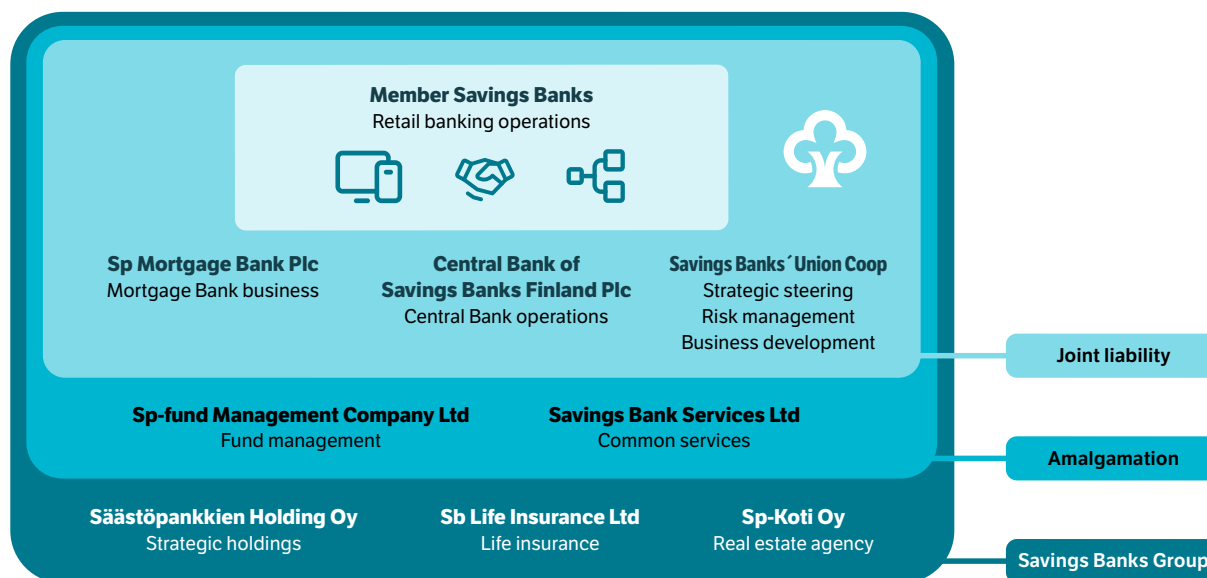 Member Savings Banks
Retail banking operations
Sp Mortgage Bank Plc
Mortgage Bank business
Central Bank of
Savings Banks Finland Plc
Central Bank operations
Savings Banks´Union Coop
Strategic steering
Risk management
Business development
Joint liability
Sp-fund Management Company Ltd
Fund management
Savings Bank Services Ltd
Common services
Amalgamation
Säästöpankkien Holding Oy
Strategic holdings
Sb Life Insurance Ltd
Life insurance
Sp-Koti Oy
Real estate agency
Savings Banks Group